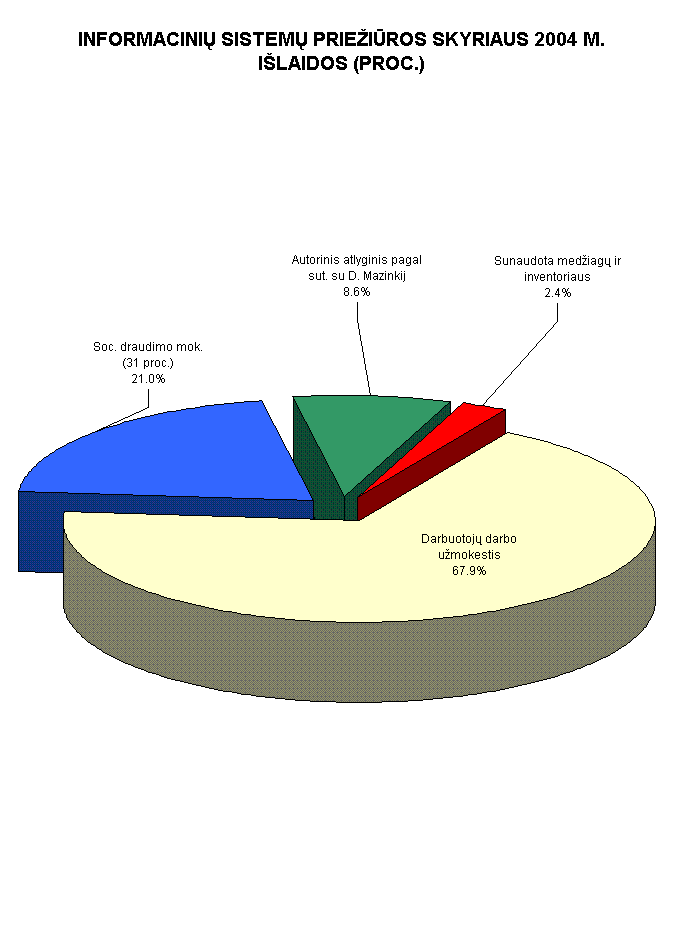 INFORMACINIŲ SISTEMŲ PRIEŽIŪROS SKYRIAUS 2004 M.
IŠLAIDOS (PROC.)
Autorinis atlyginis pagal
sut. su D. Mazinkij
8.6%
Sunaudota medžiagų ir
inventoriaus
2.4%
Soc. draudimo mok.
(31 proc.)
21.0%
Darbuotojų darbo
užmokestis
67.9%